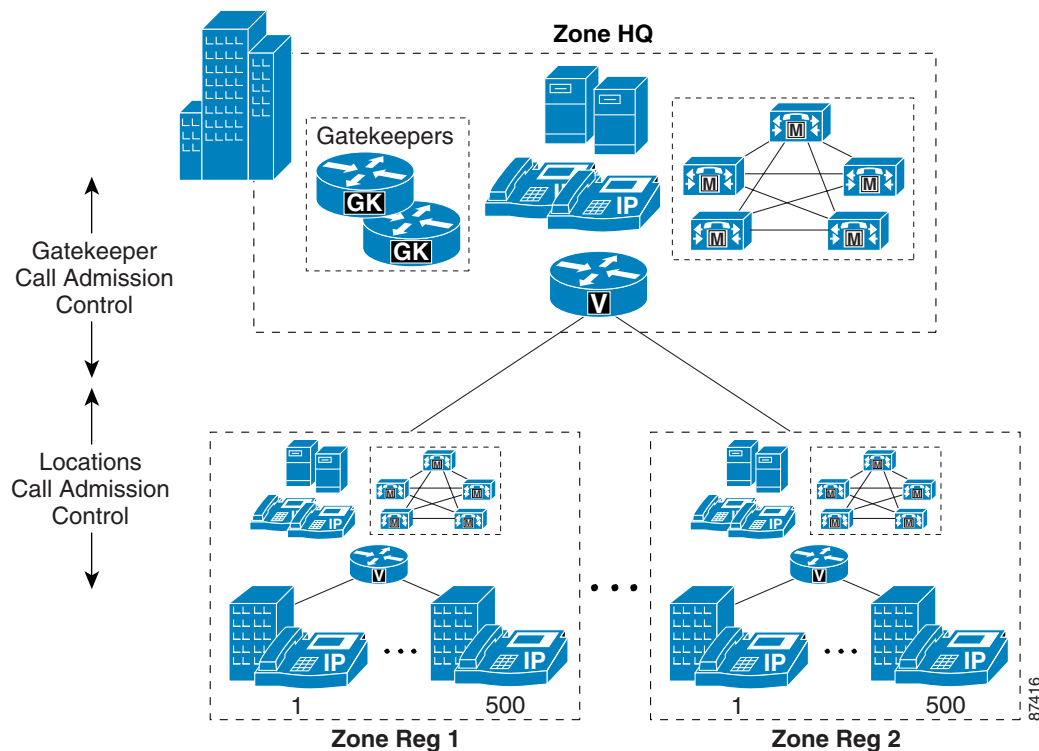 Zone HQ
Gatekeepers
GK
GK
IP
IP
M
M
M
M
M
V
Gatekeeper
Call Admission
Control
Locations
Call Admission
Control
IP
M
M
M
M
M
V
IP
IP
1
500
Zone Reg 1
IP
M
M
M
M
M
V
IP
IP
1
500
Zone Reg 2
87416